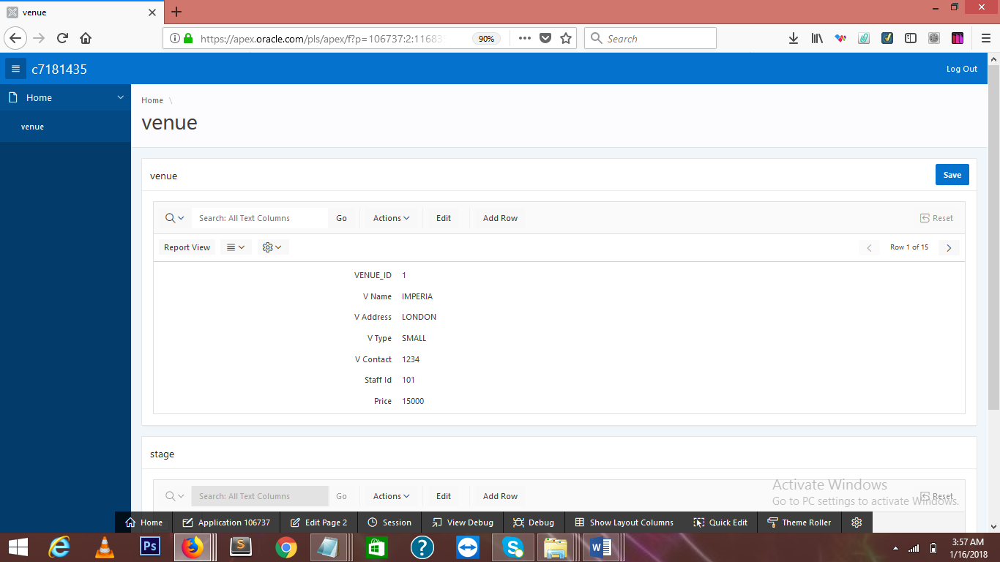 venue
https://apex.oracle.com/pls/apex/f?p=106737:2:11683
90%
Search
c7181435
Log Out
Home
venue
Home \
venue
venue
Save
Search: All Text Columns
Go
Actions
Edit
Add Row
Reset
Report View
Row 1 of 15
VENUE_ID 1
V Name IMPERIA
V Address LONDON
V Type SMALL
V Contact 1234
Staff Id 101
Price 15000
stage
Search: All Text Columns
Go
Actions
Edit
Add Row
Reset
Activate Windows
Go to PC settings to activate Windows.
Home
Application 106737
Edit Page 2
Session
View Debug
Debug
Show Layout Columns
Quick Edit
Theme Roller
Ps
S
?
S
W
3:57 AM
1/16/2018